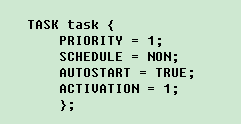 TASK task {
PRIORITY = 1;
SCHEDULE = NON;
AUTOSTART = TRUE;
ACTIVATION = 1;
};